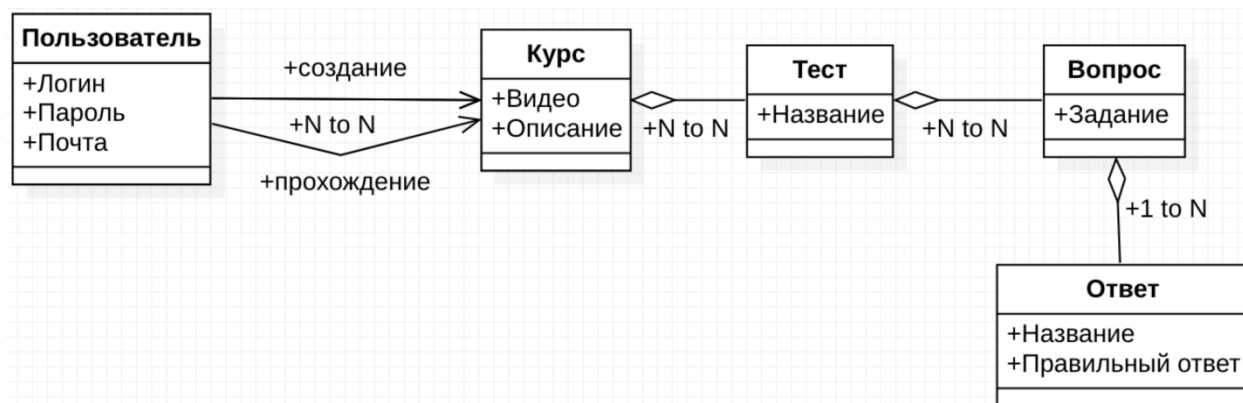 Пользователь
+Логин
+Пароль
+Почта
+создание
+N to N
+прохождение
Курс
+Видео
+Описание
+N to N
Тест
+Название
+N to N
Вопрос
+Задание
+1 to N
Ответ
+Название
+Правильный ответ